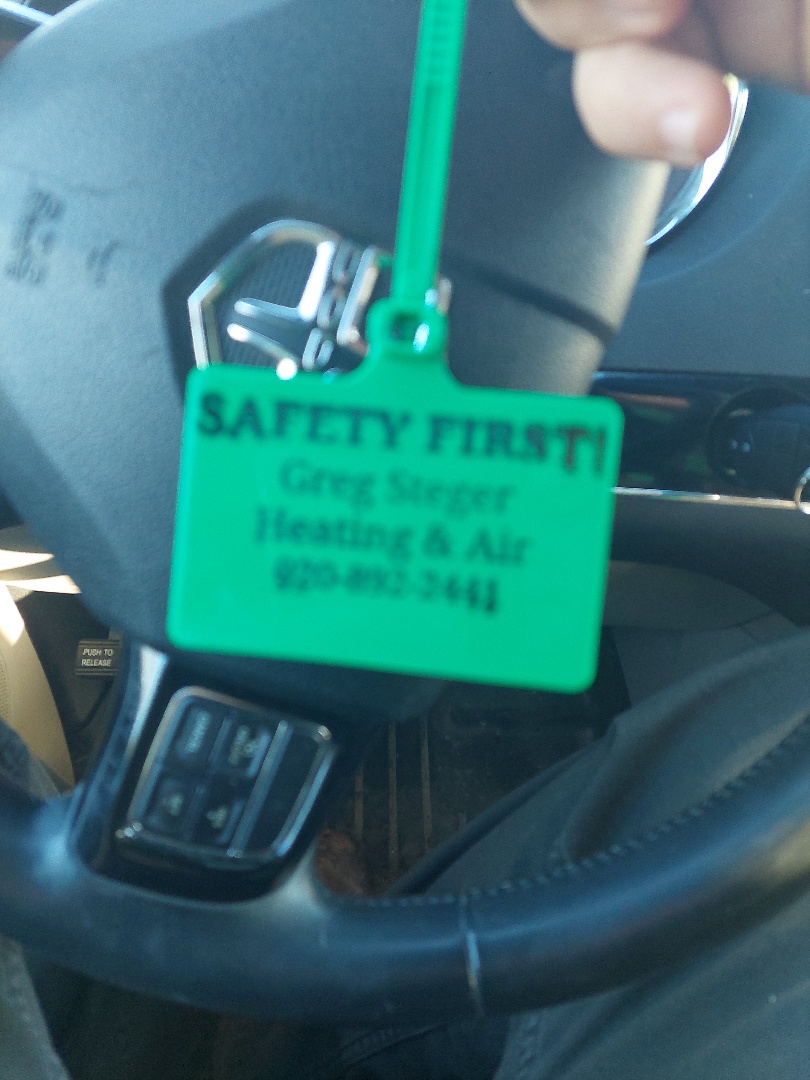 SAFETY FIRST!
Greg Steger
Heating & Air
920-892-2441
PUSH TO
RELEASE